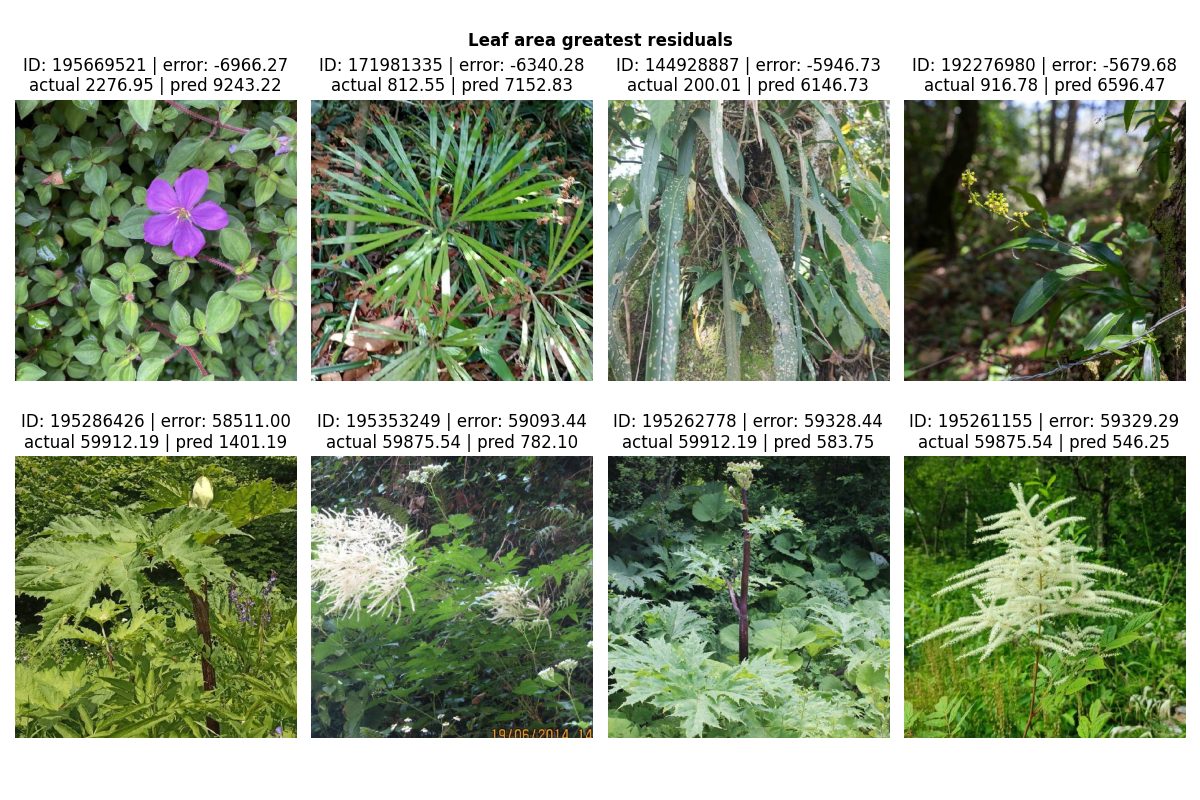 Leaf area greatest residuals
ID: 195669521 | error: -6966.27
actual 2276.95 | pred 9243.22
ID: 171981335 | error: -6340.28
actual 812.55 | pred 7152.83
ID: 144928887 | error: -5946.73
actual 200.01 | pred 6146.73
ID: 192276980 | error: -5679.68
actual 916.78 | pred 6596.47
ID: 195286426 | error: 58511.00
actual 59912.19 | pred 1401.19
ID: 195353249 | error: 59093.44
actual 59875.54 | pred 782.10
ID: 195262778 | error: 59328.44
actual 59912.19 | pred 583.75
ID: 195261155 | error: 59329.29
actual 59875.54 | pred 546.25
19/06/2014 14